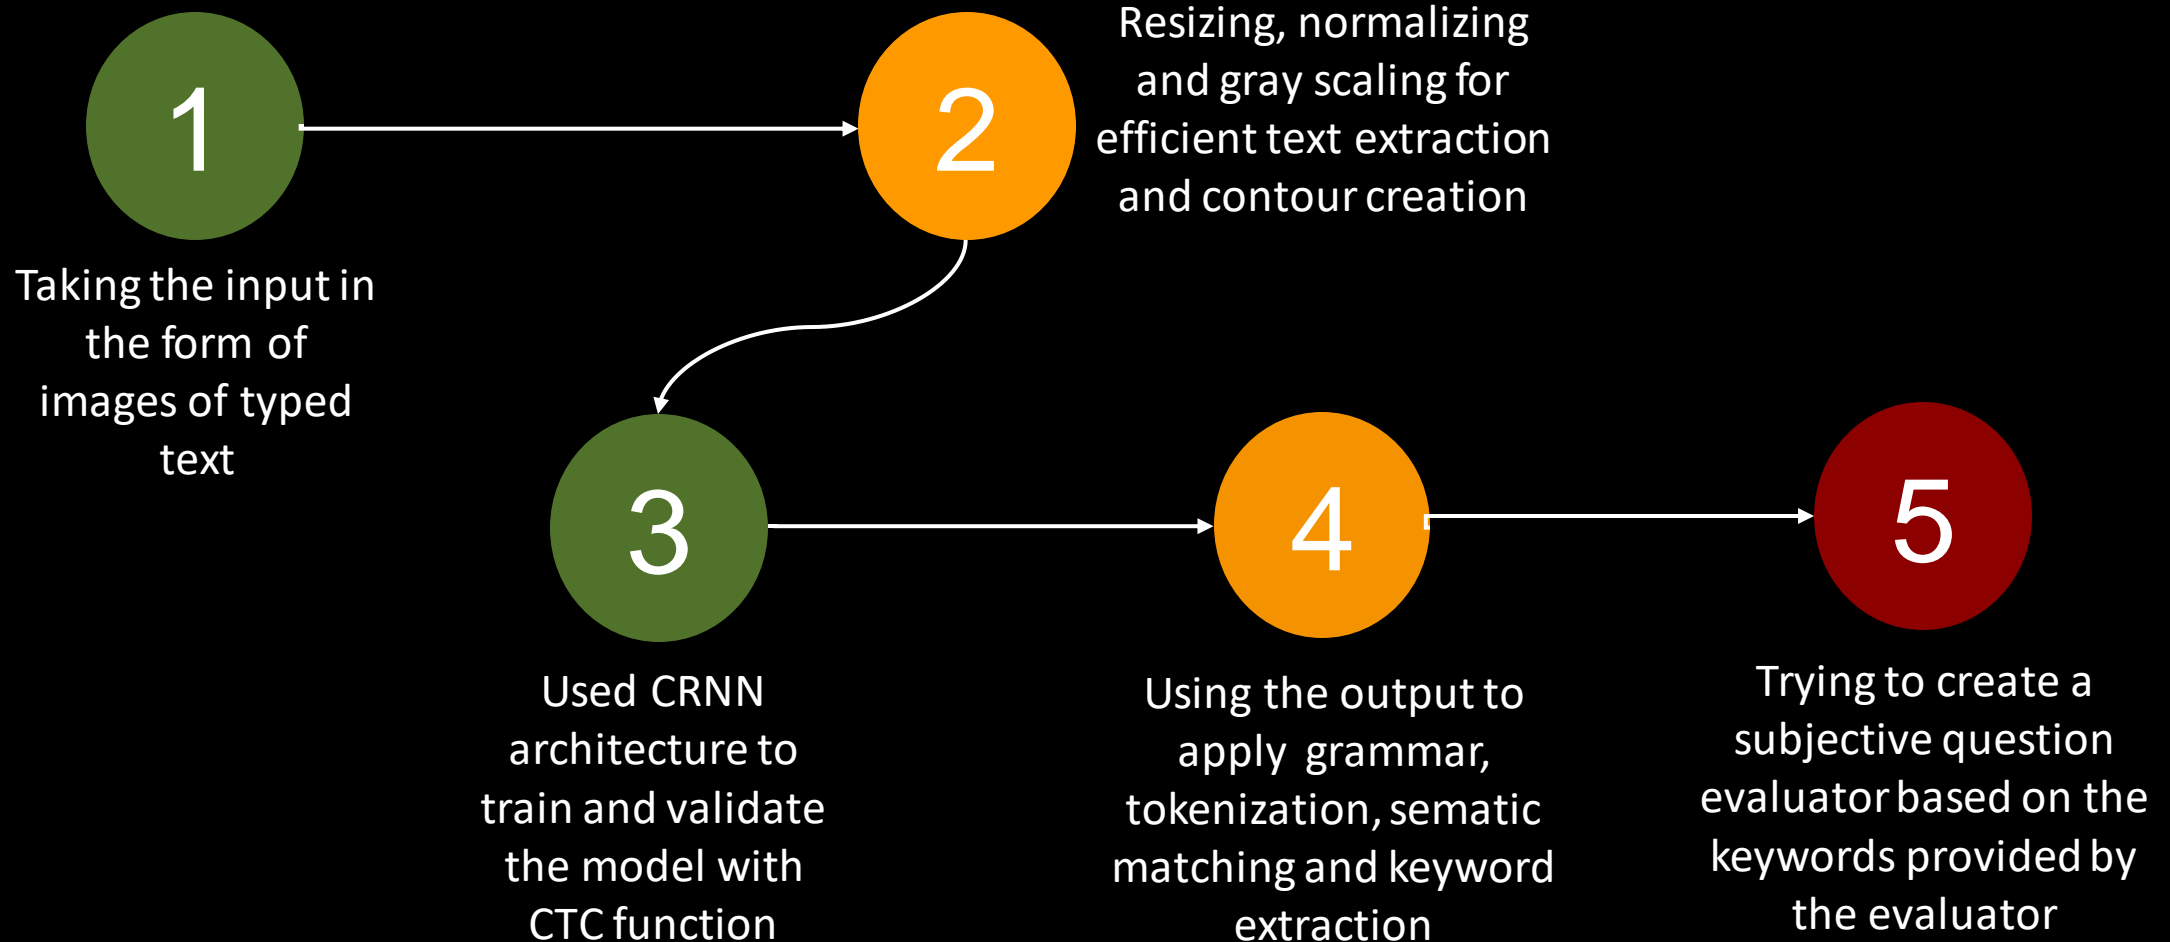 1
Taking the input in
the form of
images of typed
text
2
Resizing, normalizing
and gray scaling for
efficient text extraction
and contour creation
3
Used CRNN
architecture to
train and validate
the model with
CTC function
4
Using the output to
apply grammar,
tokenization, sematic
matching and keyword
extraction
5
Trying to create a
subjective question
evaluator based on the
keywords provided by
the evaluator